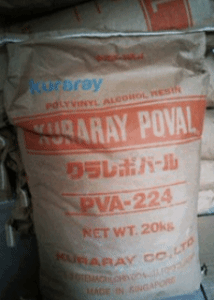 kuraray
POLYVINYL ALCOHOL RESIN
KURARAY POVAL
クラレポバール
PVA-224
NET WT. 20kg
KURARAY CO., LTD.
MADE IN SINGAPORE